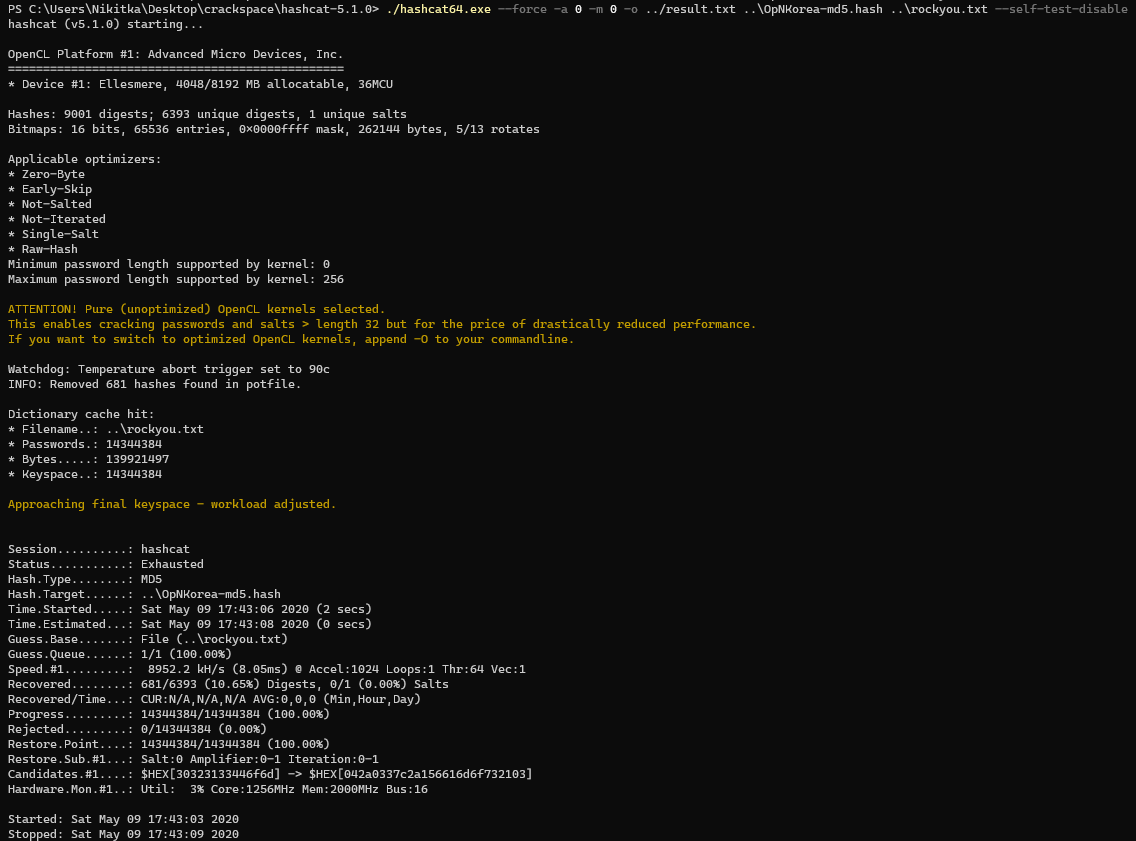 PS C:\Users\Nikitka\Desktop\crackspace\hashcat-5.1.0> ./hashcat64.exe --force -a 0 -m 0 -o ../result.txt ..\OpNKorea-md5.hash ..\rockyou.txt --self-test-disable
hashcat (v5.1.0) starting...
OpenCL Platform #1: Advanced Micro Devices, Inc.
================================================
* Device #1: Ellesmere, 4048/8192 MB allocatable, 36MCU
Hashes: 9001 digests; 6393 unique digests, 1 unique salts
Bitmaps: 16 bits, 65536 entries, 0x0000ffff mask, 262144 bytes, 5/13 rotates
Applicable optimizers:
* Zero-Byte
* Early-Skip
* Not-Salted
* Not-Iterated
* Single-Salt
* Raw-Hash
Minimum password length supported by kernel: 0
Maximum password length supported by kernel: 256
ATTENTION! Pure (unoptimized) OpenCL kernels selected.
This enables cracking passwords and salts > length 32 but for the price of drastically reduced performance.
If you want to switch to optimized OpenCL kernels, append -O to your commandline.
Watchdog: Temperature abort trigger set to 90c
INFO: Removed 681 hashes found in potfile.
Dictionary cache hit:
* Filename..: ..\rockyou.txt
* Passwords.: 14344384
* Bytes.....: 139921497
* Keyspace..: 14344384
Approaching final keyspace - workload adjusted.
Session..........: hashcat
Status...........: Exhausted
Hash.Type........: MD5
Hash.Target......: ..\OpNKorea-md5.hash
Time.Started.....: Sat May 09 17:43:06 2020 (2 secs)
Time.Estimated...: Sat May 09 17:43:08 2020 (0 secs)
Guess.Base.......: File (..\rockyou.txt)
Guess.Queue......: 1/1 (100.00%)
Speed.#1.........:  8952.2 kH/s (8.05ms) @ Accel:1024 Loops:1 Thr:64 Vec:1
Recovered........: 681/6393 (10.65%) Digests, 0/1 (0.00%) Salts
Recovered/Time...: CUR:N/A,N/A,N/A AVG:0,0,0 (Min,Hour,Day)
Progress.........: 14344384/14344384 (100.00%)
Rejected.........: 0/14344384 (0.00%)
Restore.Point....: 14344384/14344384 (100.00%)
Restore.Sub.#1...: Salt:0 Amplifier:0-1 Iteration:0-1
Candidates.#1....: $HEX[30323133446f6d] -> $HEX[042a0337c2a156616d6f732103]
Hardware.Mon.#1..: Util:  3% Core:1256MHz Mem:2000MHz Bus:16
Started: Sat May 09 17:43:03 2020
Stopped: Sat May 09 17:43:09 2020